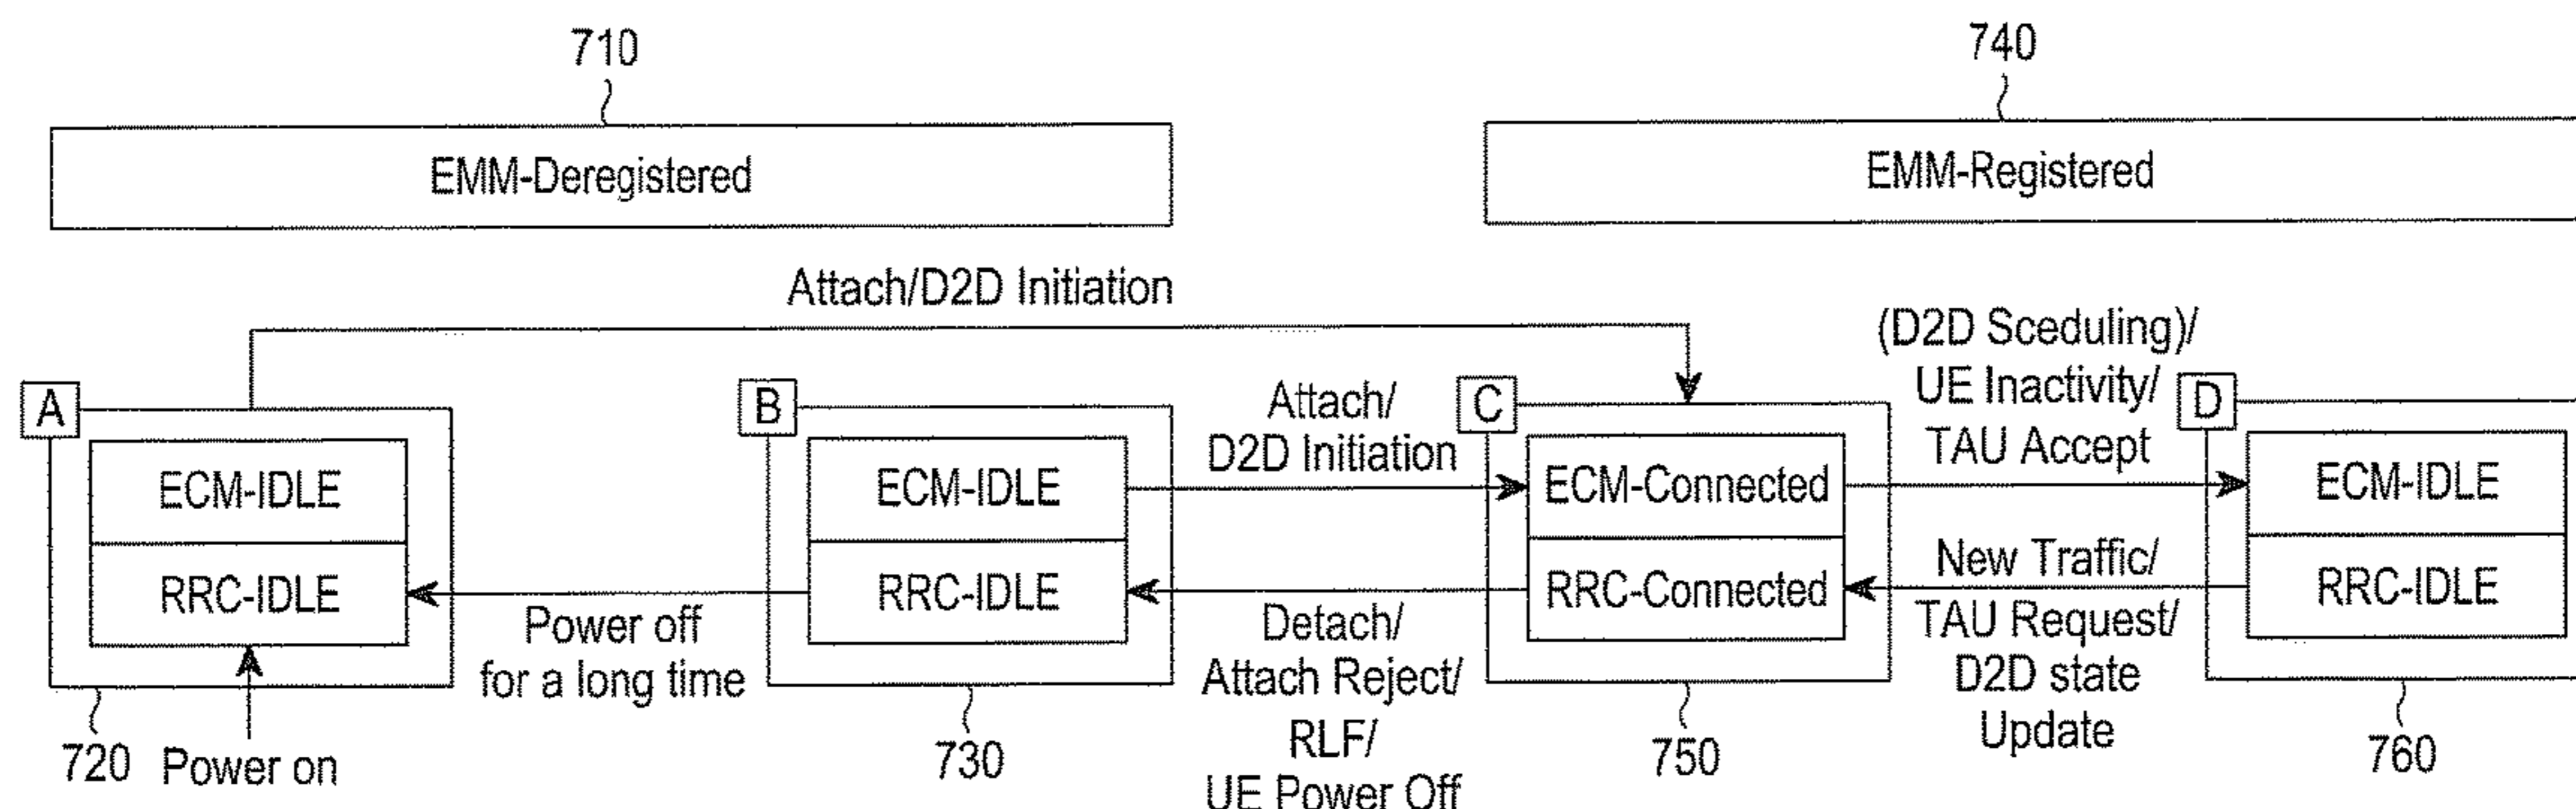 710
740
EMM-Deregistered
EMM-Registered
Attach/D2D Initiation
(D2D Sceduling)/
UE Inactivity/
TAU Accept
A
B
Attach/
D2D Initiation
C
D
ECM-IDLE
ECM-IDLE
ECM-Connected
ECM-IDLE
RRC-IDLE
RRC-IDLE
RRC-Connected
RRC-IDLE
Power off
for a long time
Detach/
Attach Reject/
RLF/
UE Power Off
New Traffic/
TAU Request/
D2D state
Update
720
Power on
730
750
760